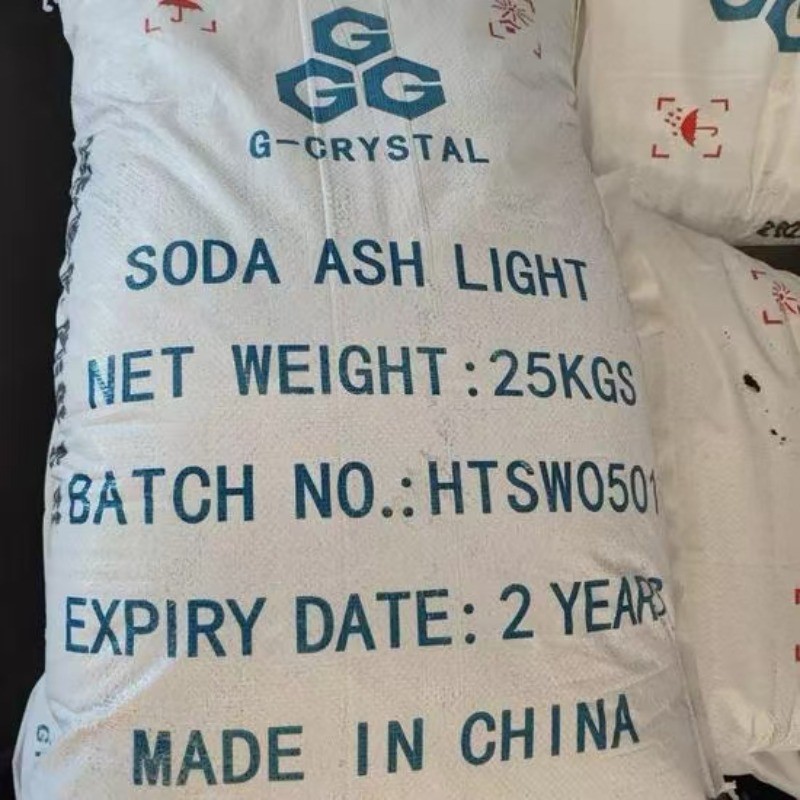 G
G G
G-CRYSTAL
SODA ASH LIGHT
NET WEIGHT:25KGS
BATCH NO.:HTSW0501
EXPIRY DATE: 2 YEARS
MADE IN CHINA